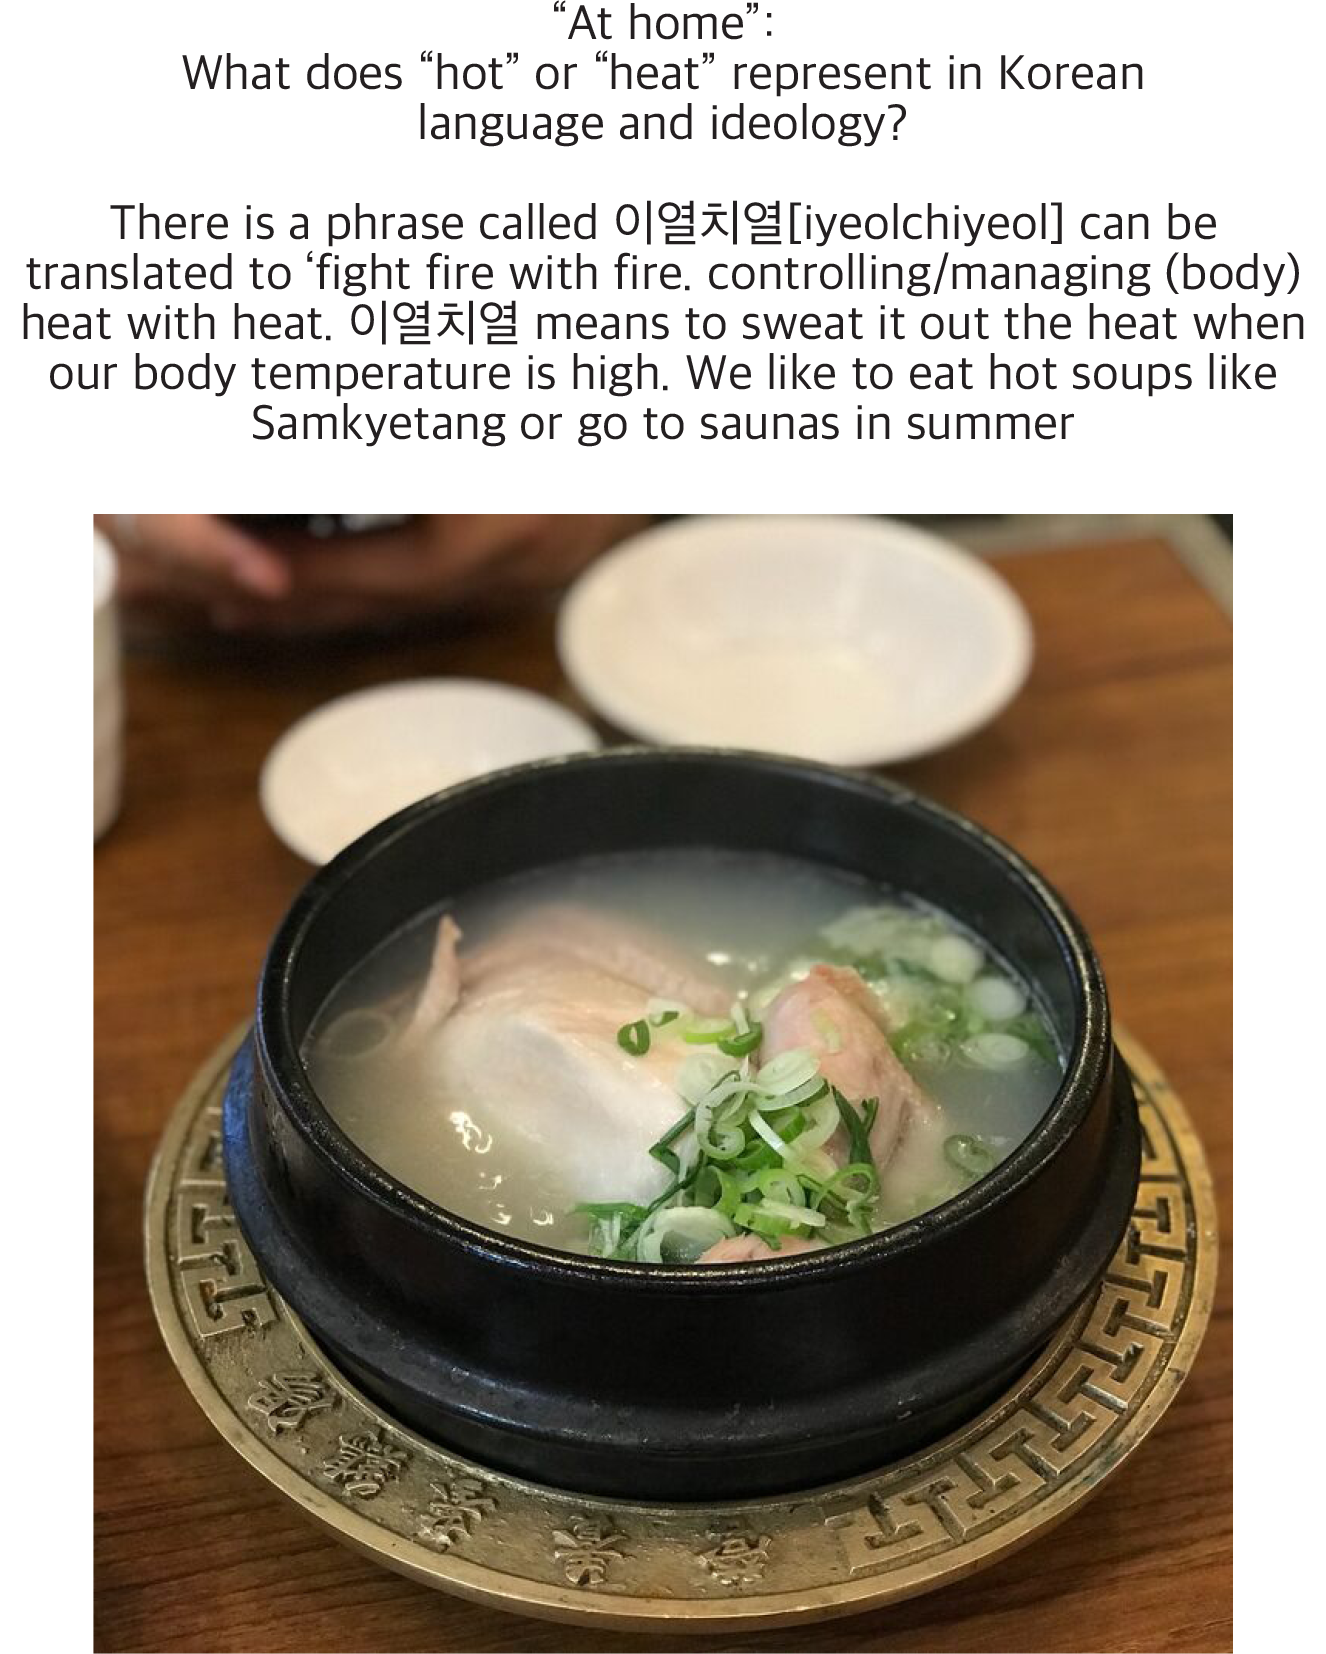 “At home”:
What does “hot” or “heat” represent in Korean
language and ideology?
There is a phrase called 이열치열[iyeolchiyeol] can be
translated to ‘fight fire with fire. controlling/managing (body)
heat with heat. 이열치열 means to sweat it out the heat when
our body temperature is high. We like to eat hot soups like
Samkyetang or go to saunas in summer